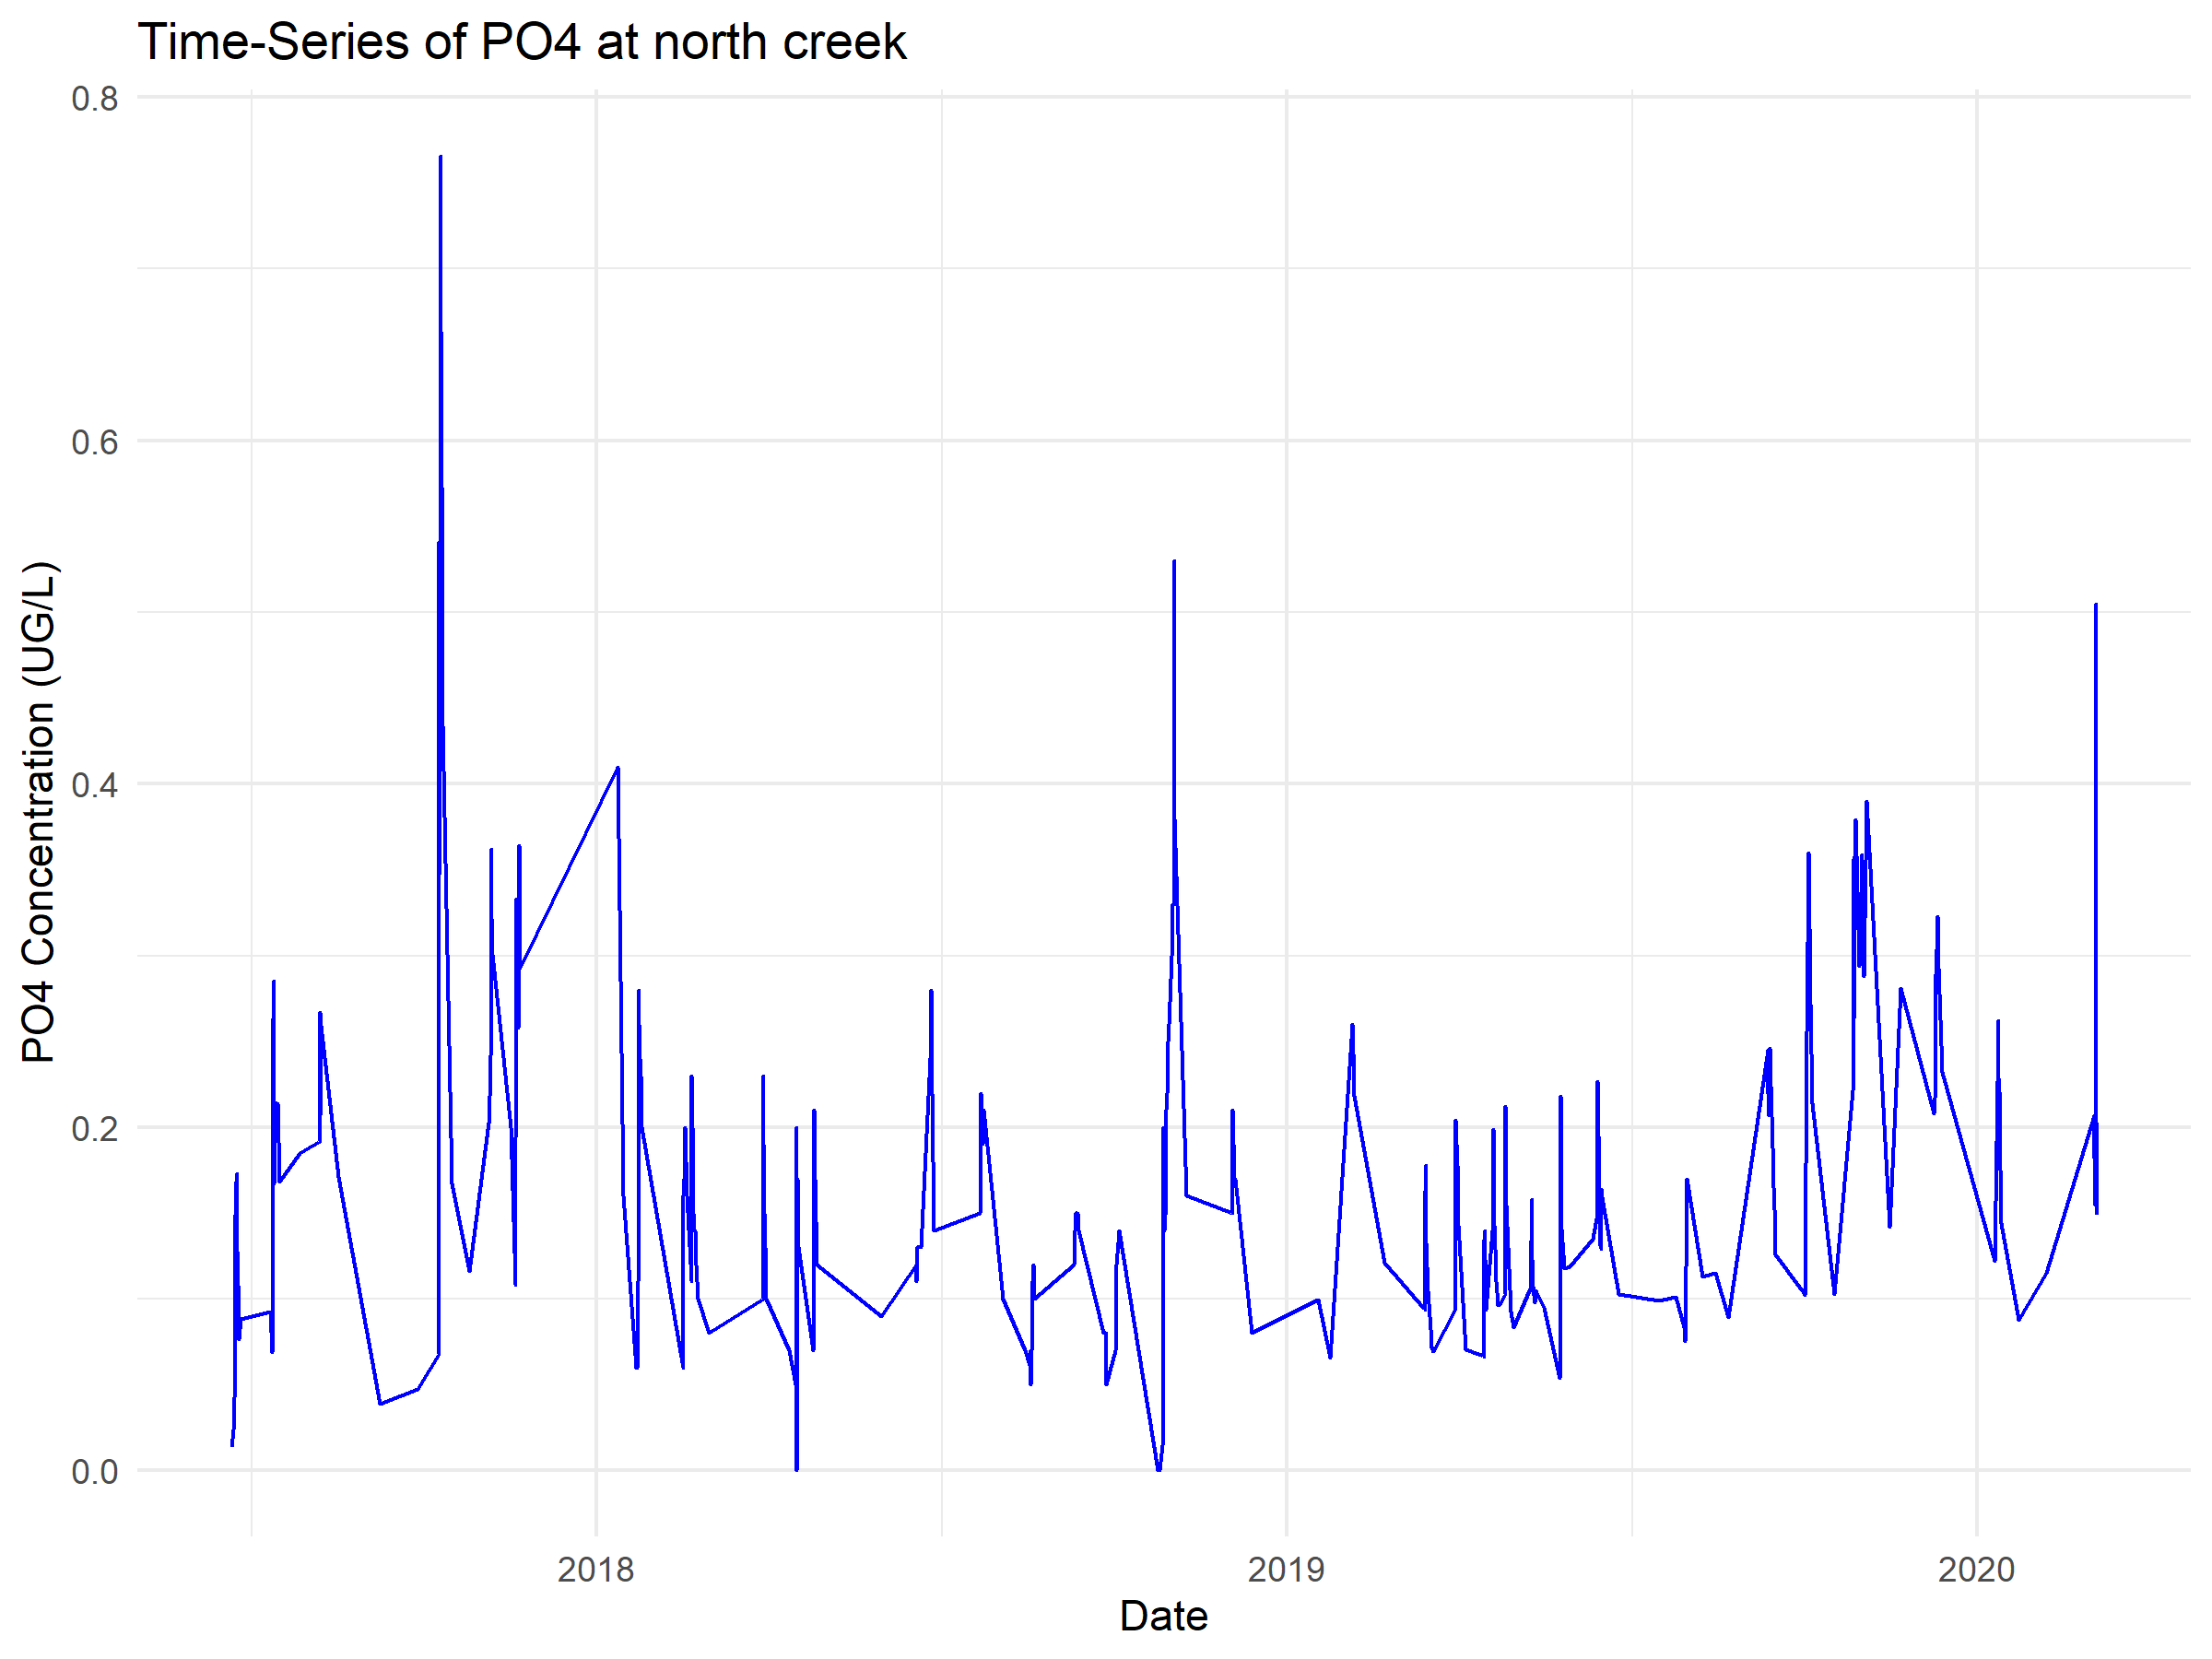 Time-Series of PO4 at north creek
0.8
0.6
0.4
0.2
0.0
PO4 Concentration (UG/L)
2018
2019
2020
Date